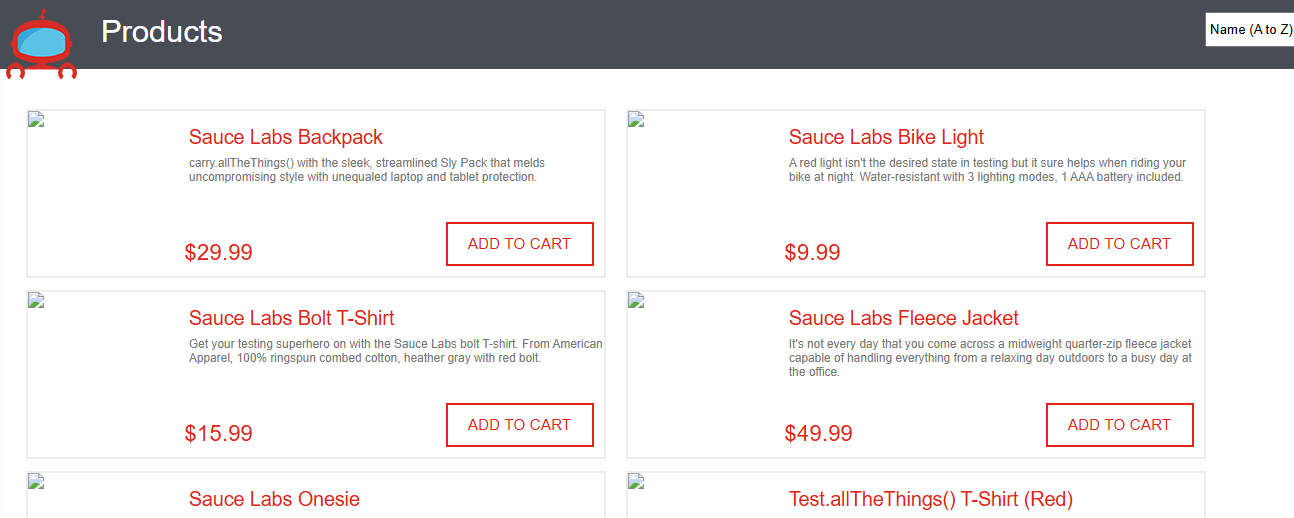 Products
Name (A to Z)
Sauce Labs Backpack
carry.allTheThings() with the sleek, streamlined Sly Pack that melds
uncompromising style with unequaled laptop and tablet protection.
$29.99
ADD TO CART
Sauce Labs Bike Light
A red light isn't the desired state in testing but it sure helps when riding your
bike at night. Water-resistant with 3 lighting modes, 1 AAA battery included.
$9.99
ADD TO CART
Sauce Labs Bolt T-Shirt
Get your testing superhero on with the Sauce Labs bolt T-shirt. From American
Apparel, 100% ringspun combed cotton, heather gray with red bolt.
$15.99
ADD TO CART
Sauce Labs Fleece Jacket
It's not every day that you come across a midweight quarter-zip fleece jacket
capable of handling everything from a relaxing day outdoors to a busy day at
the office.
$49.99
ADD TO CART
Sauce Labs Onesie
Test.allTheThings() T-Shirt (Red)